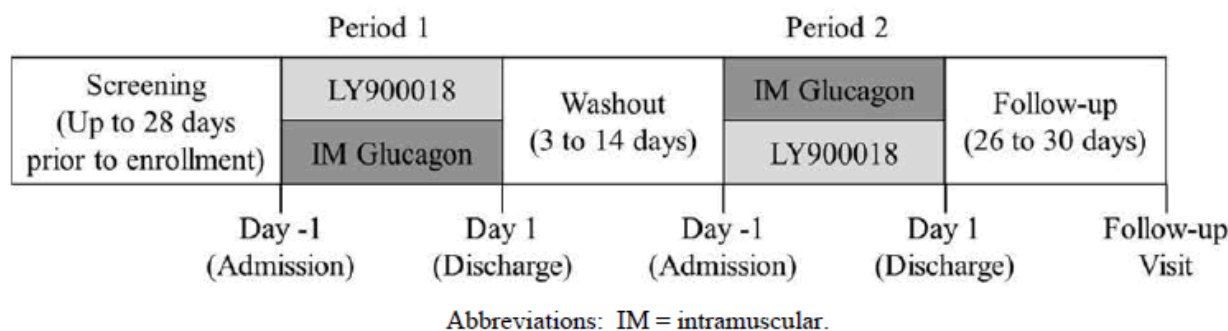 Period 1
Period 2
Screening
(Up to 28 days
prior to enrollment)
LY900018
IM Glucagon
Washout
(3 to 14 days)
IM Glucagon
LY900018
Follow-up
(26 to 30 days)
Day -1
(Admission)
Day 1
(Discharge)
Day -1
(Admission)
Day 1
(Discharge)
Follow-up
Visit
Abbreviations: IM = intramuscular.